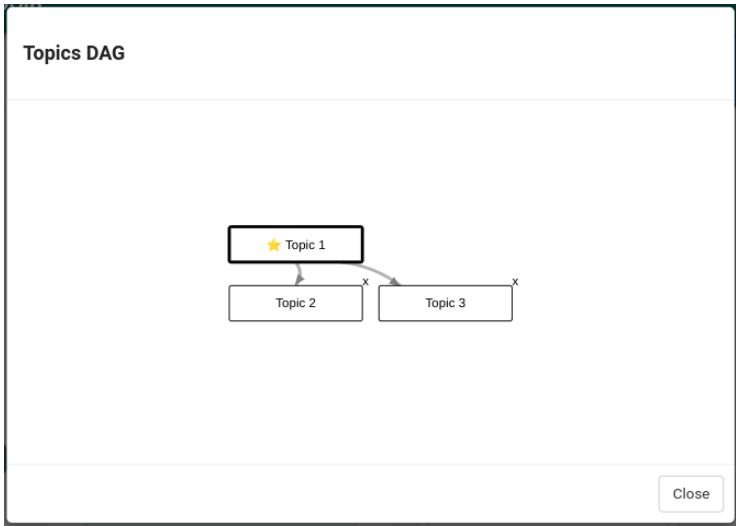 Topics DAG
⭐ Topic 1
x
x
Topic 2
Topic 3
Close